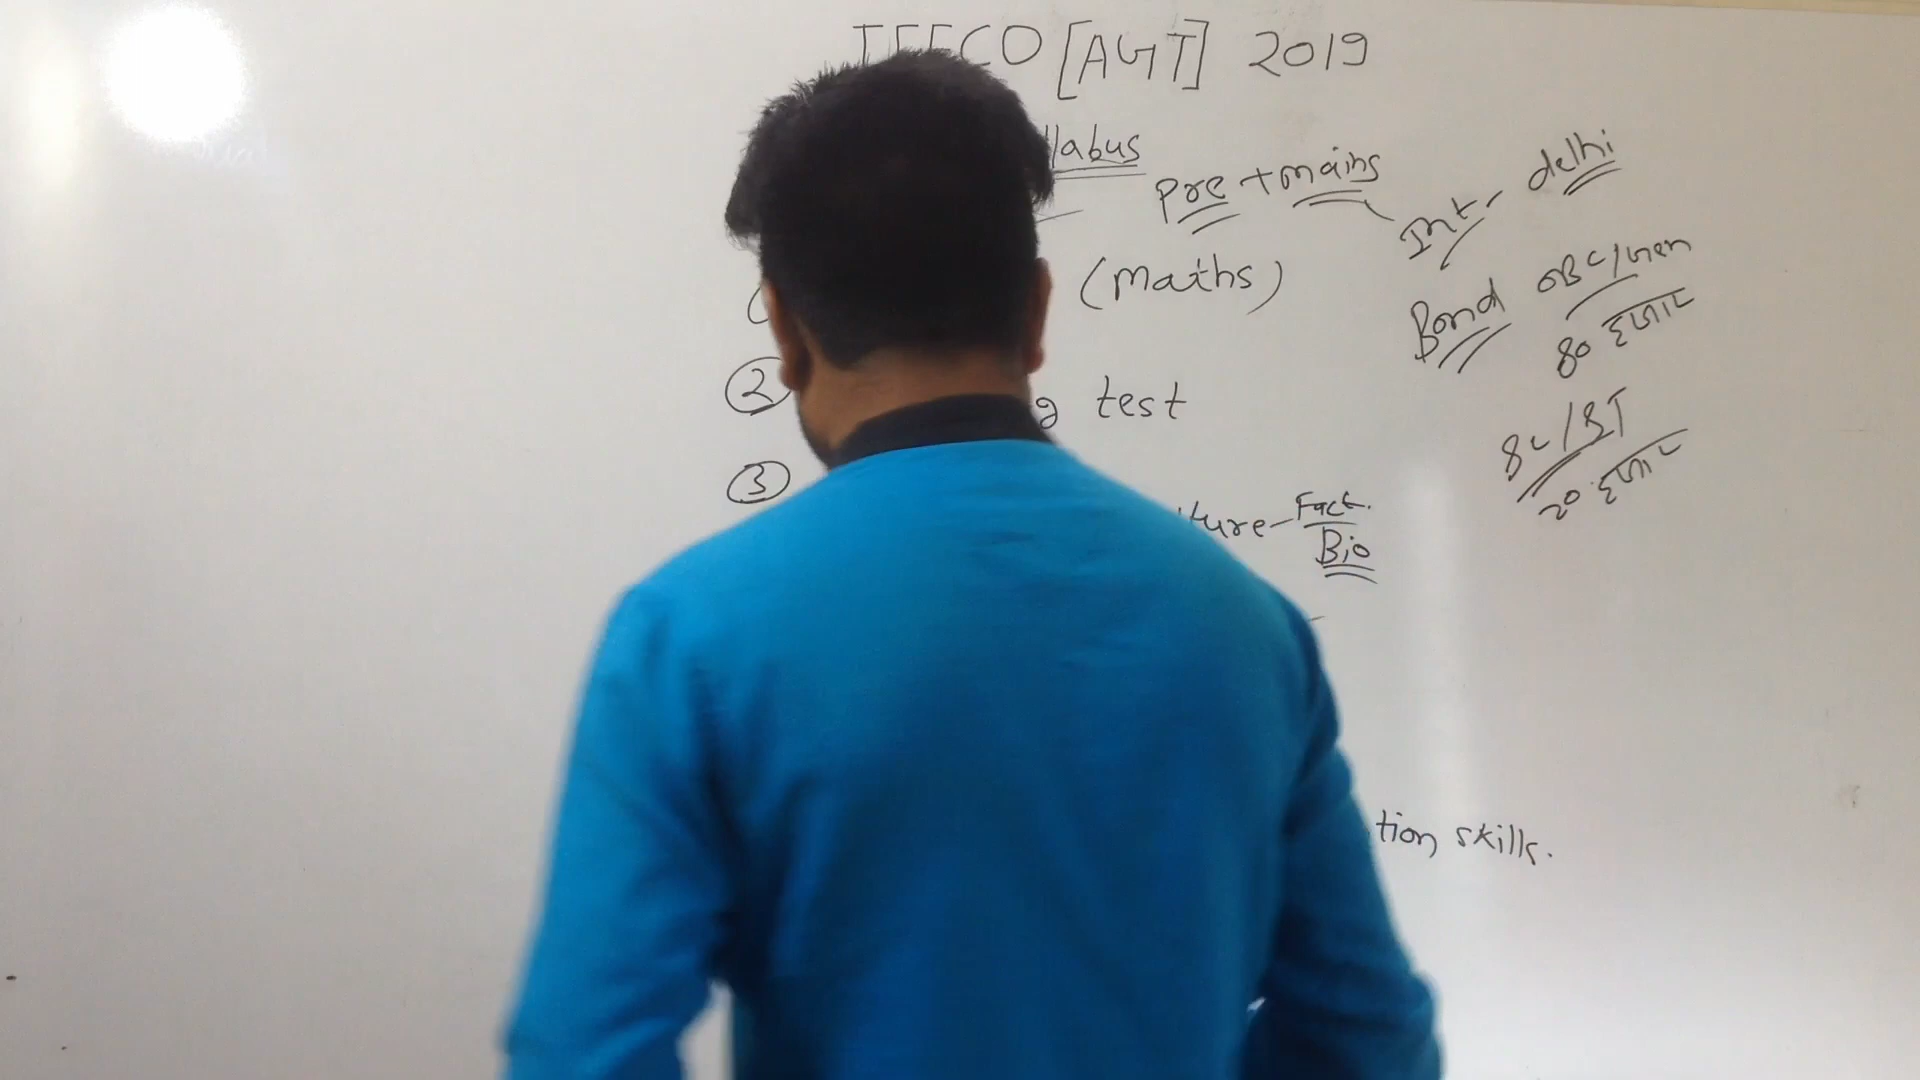 IFFCO [AGT] 2019
llabus
Pre + mains
Int - delhi
(maths)
Bond OBC/Gen
80 हजार
2
g test
SC/ST
20 हजार
3
ture - Fact.
Bio
tion skills.